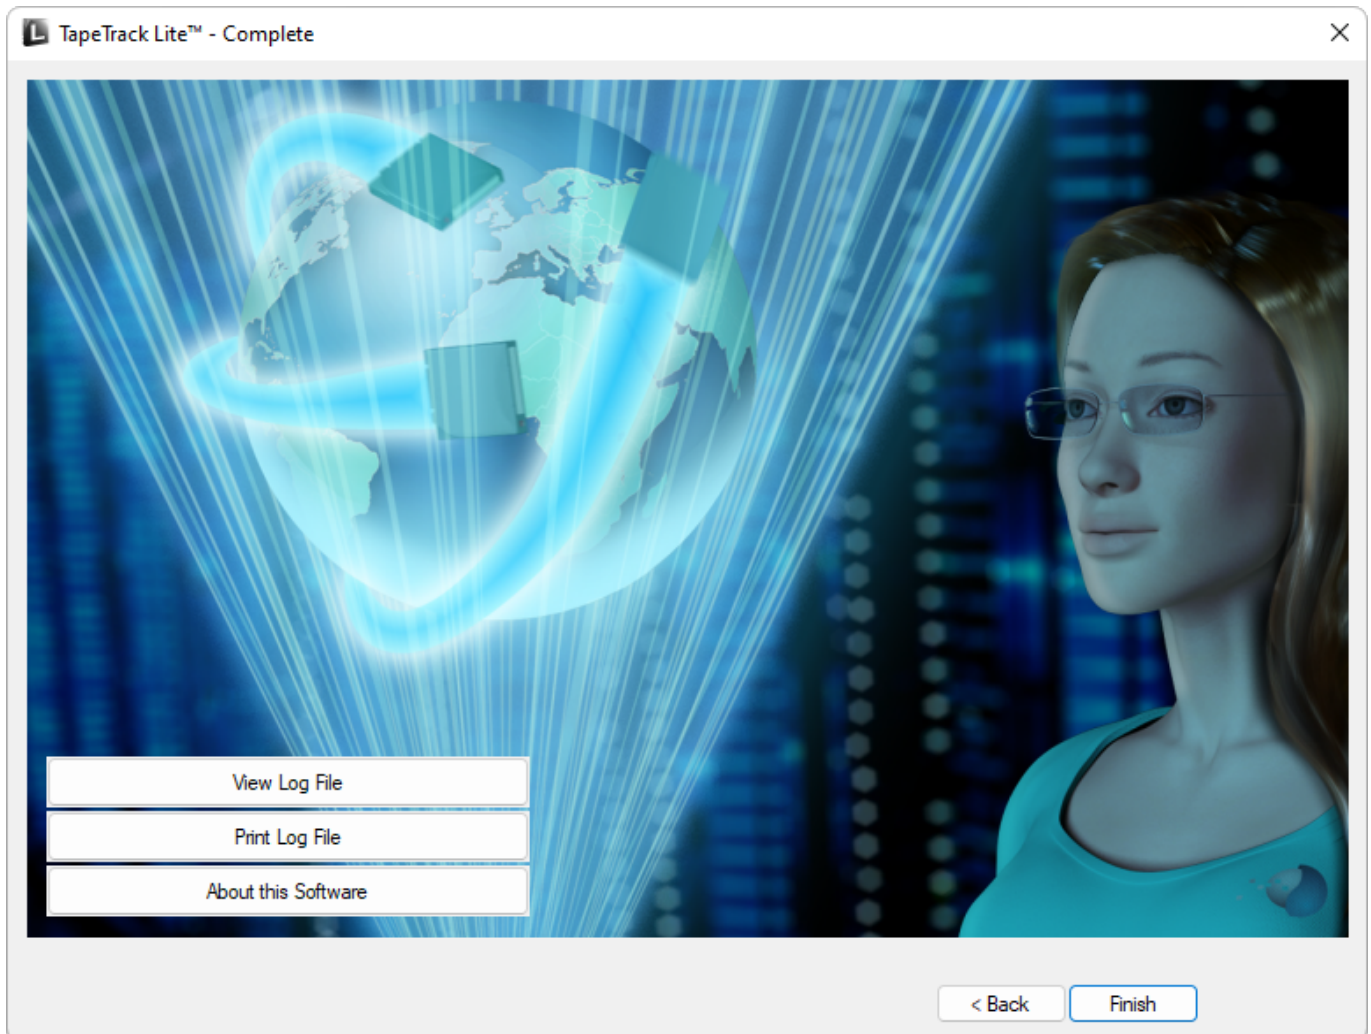 TapeTrack Lite™ - Complete
View Log File
Print Log File
About this Software
< Back
Finish